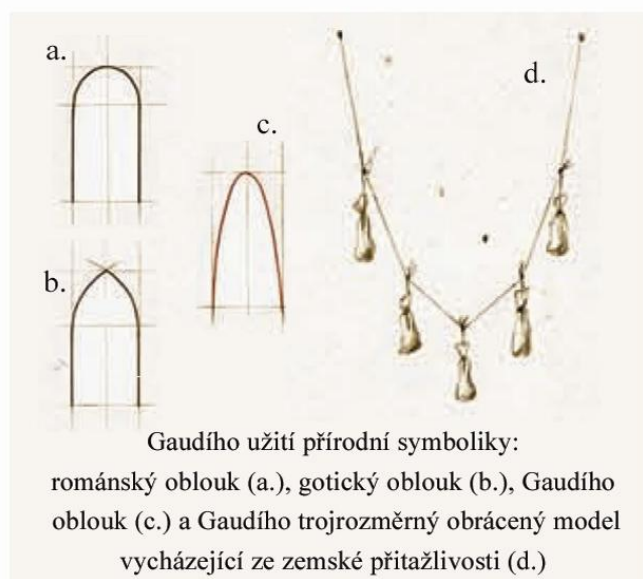 a.
d.
c.
b.
Gaudího užití přírodní symboliky:
románský oblouk (a.), gotický oblouk (b.), Gaudího
oblouk (c.) a Gaudího trojrozměrný obrácený model
vycházející ze zemské přitažlivosti (d.)